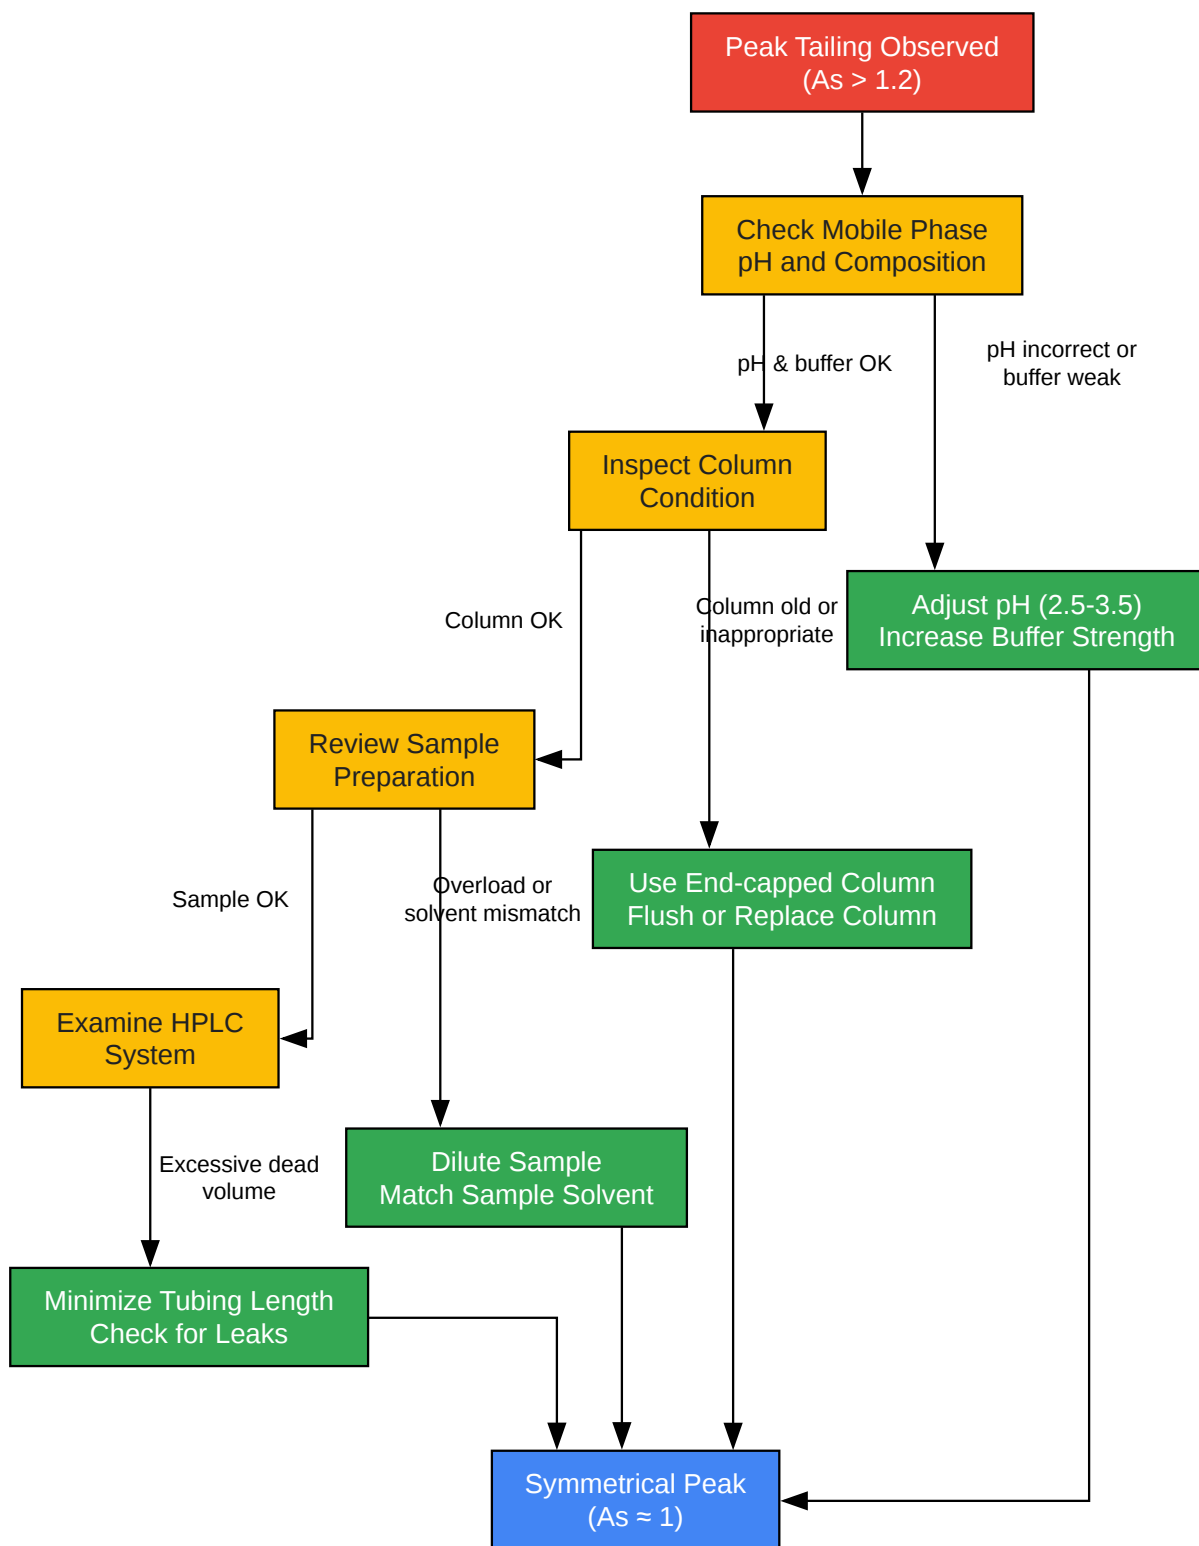 Peak Tailing Observed
(As > 1.2)
Check Mobile Phase
pH and Composition
pH & buffer OK
pH incorrect or
buffer weak
Inspect Column
Condition
Column OK
Column old or
inappropriate
Adjust pH (2.5-3.5)
Increase Buffer Strength
Review Sample
Preparation
Sample OK
Overload or
solvent mismatch
Use End-capped Column
Flush or Replace Column
Examine HPLC
System
Excessive dead
volume
Dilute Sample
Match Sample Solvent
Minimize Tubing Length
Check for Leaks
Symmetrical Peak
(As ≈ 1)